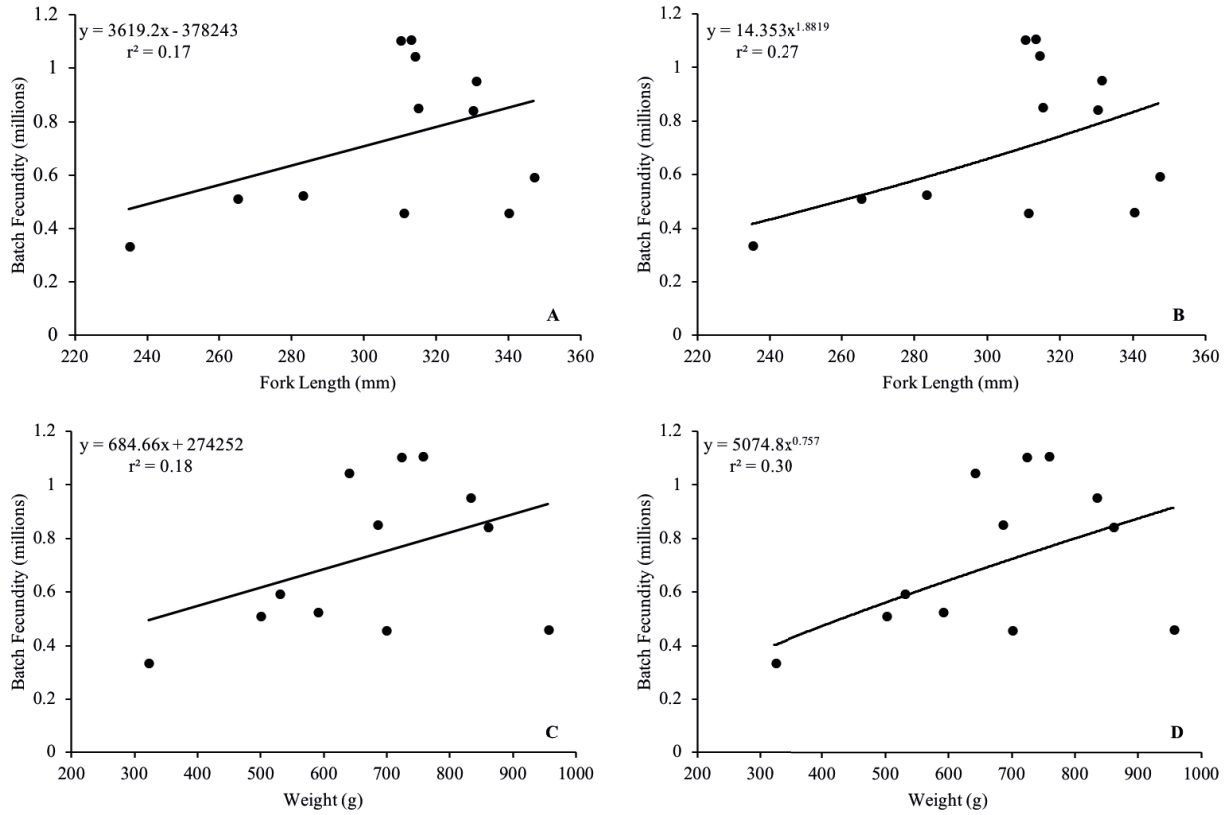 y = 3619.2x - 378243
r² = 0.17
1.2
1
0.8
0.6
0.4
0.2
0
Batch Fecundity (millions)
220 240 260 280 300 320 340 360
Fork Length (mm)
A
y = 14.353x^1.8819
r² = 0.27
1.2
1
0.8
0.6
0.4
0.2
0
Batch Fecundity (millions)
220 240 260 280 300 320 340 360
Fork Length (mm)
B
y = 684.66x + 274252
r² = 0.18
1.2
1
0.8
0.6
0.4
0.2
0
Batch Fecundity (millions)
200 300 400 500 600 700 800 900 1000
Weight (g)
C
y = 5074.8x^0.757
r² = 0.30
1.2
1
0.8
0.6
0.4
0.2
0
Batch Fecundity (millions)
200 300 400 500 600 700 800 900 1000
Weight (g)
D